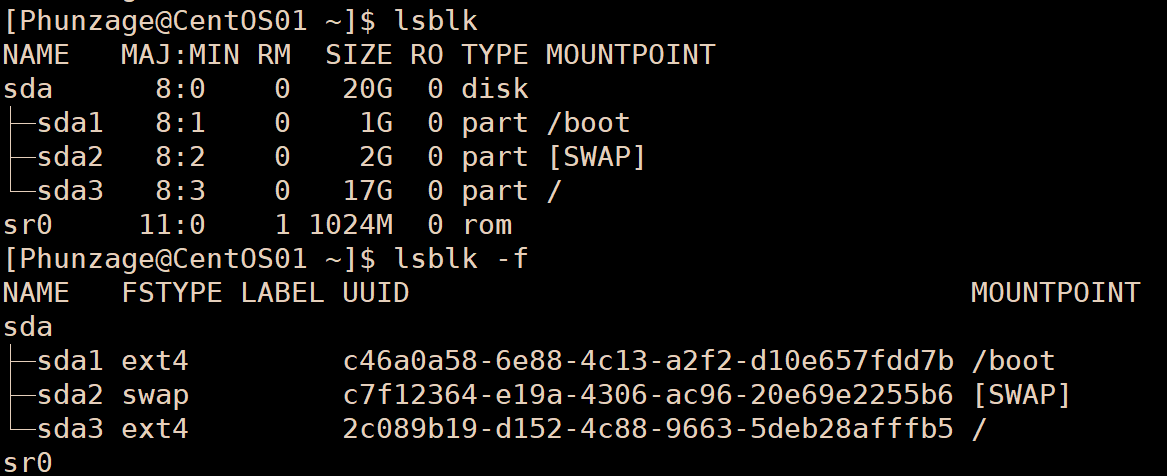 [Phunzage@CentOS01 ~]$ lsblk
NAME   MAJ:MIN RM  SIZE RO TYPE MOUNTPOINT
sda      8:0    0   20G  0 disk
├─sda1   8:1    0    1G  0 part /boot
├─sda2   8:2    0    2G  0 part [SWAP]
└─sda3   8:3    0   17G  0 part /
sr0     11:0    1 1024M  0 rom
[Phunzage@CentOS01 ~]$ lsblk -f
NAME   FSTYPE LABEL UUID                                 MOUNTPOINT
sda
├─sda1 ext4         c46a0a58-6e88-4c13-a2f2-d10e657fdd7b /boot
├─sda2 swap         c7f12364-e19a-4306-ac96-20e69e2255b6 [SWAP]
└─sda3 ext4         2c089b19-d152-4c88-9663-5deb28afffb5 /
sr0